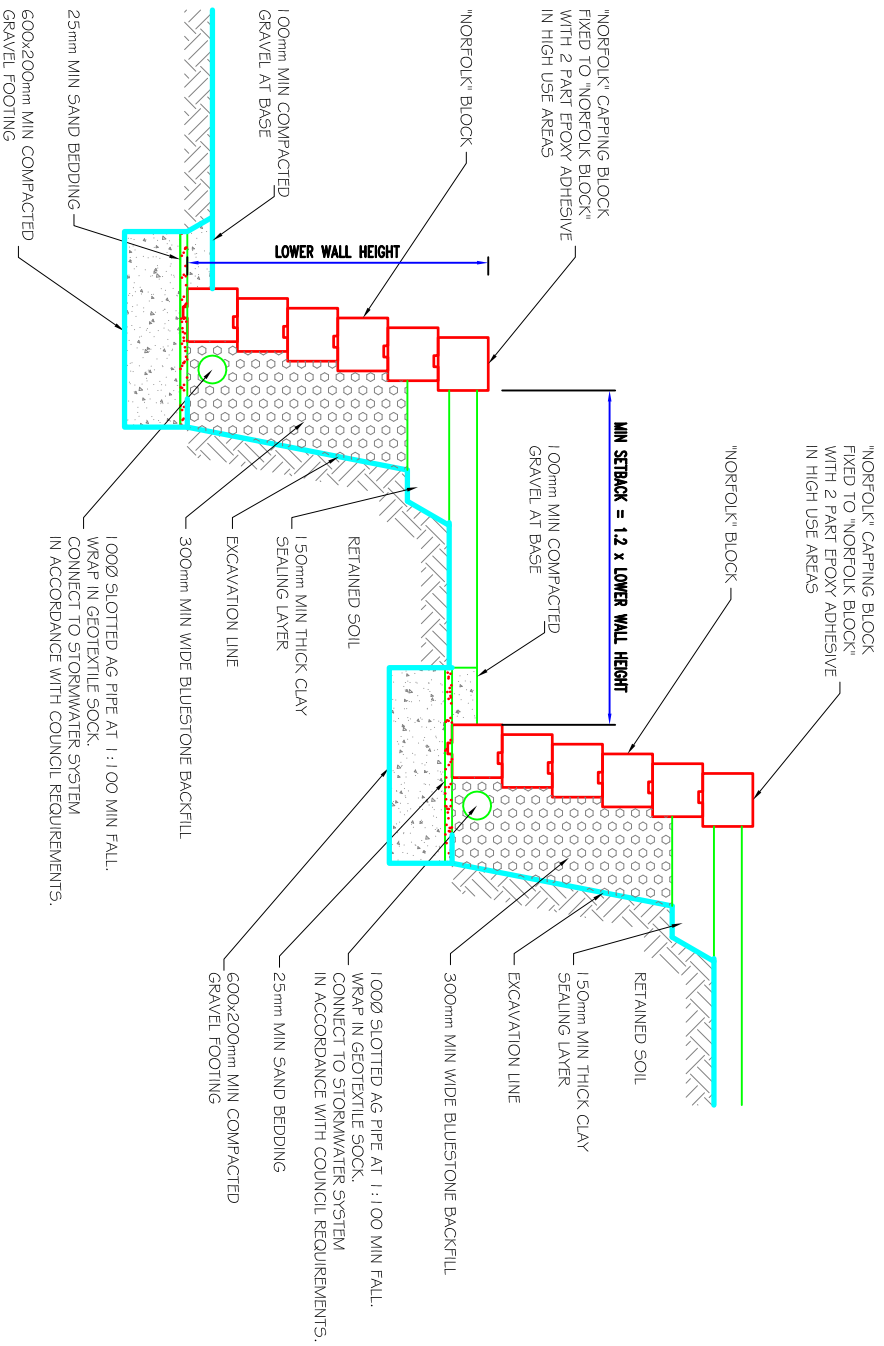 "NORFOLK" CAPPING BLOCK
FIXED TO "NORFOLK BLOCK"
WITH 2 PART EPOXY ADHESIVE
IN HIGH USE AREAS
"NORFOLK" BLOCK
100mm MIN COMPACTED
GRAVEL AT BASE
25mm MIN SAND BEDDING
600x200mm MIN COMPACTED
GRAVEL FOOTING
LOWER WALL HEIGHT
MIN SETBACK = 1.2 x LOWER WALL HEIGHT
"NORFOLK" CAPPING BLOCK
FIXED TO "NORFOLK BLOCK"
WITH 2 PART EPOXY ADHESIVE
IN HIGH USE AREAS
"NORFOLK" BLOCK
100mm MIN COMPACTED
GRAVEL AT BASE
RETAINED SOIL
150mm MIN THICK CLAY
SEALING LAYER
EXCAVATION LINE
300mm MIN WIDE BLUESTONE BACKFILL
100Ø SLOTTED AG PIPE AT 1:100 MIN FALL.
WRAP IN GEOTEXTILE SOCK.
CONNECT TO STORMWATER SYSTEM
IN ACCORDANCE WITH COUNCIL REQUIREMENTS.
RETAINED SOIL
150mm MIN THICK CLAY
SEALING LAYER
EXCAVATION LINE
300mm MIN WIDE BLUESTONE BACKFILL
100Ø SLOTTED AG PIPE AT 1:100 MIN FALL.
WRAP IN GEOTEXTILE SOCK.
CONNECT TO STORMWATER SYSTEM
IN ACCORDANCE WITH COUNCIL REQUIREMENTS.
25mm MIN SAND BEDDING
600x200mm MIN COMPACTED
GRAVEL FOOTING